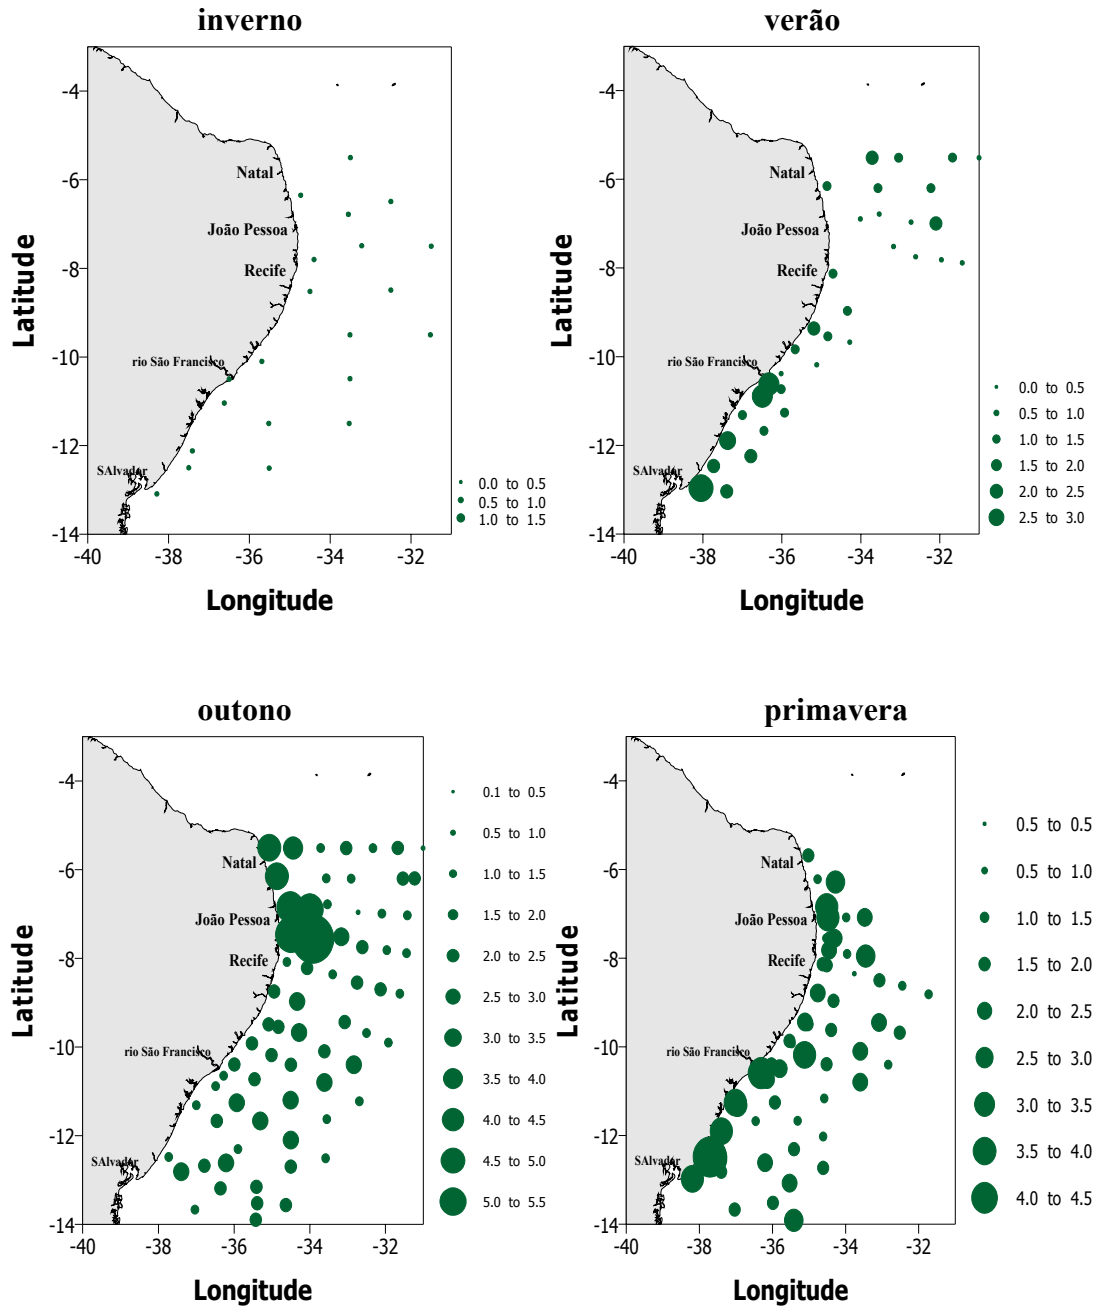 inverno
-4
-6
-8
-10
-12
-14
-40
-38
-36
-34
-32
Latitude
Longitude
Natal
João Pessoa
Recife
rio São Francisco
SAlvador
0.0 to 0.5
0.5 to 1.0
1.0 to 1.5
verão
-4
-6
-8
-10
-12
-14
-40
-38
-36
-34
-32
Latitude
Longitude
Natal
João Pessoa
Recife
rio São Francisco
SAlvador
0.0 to 0.5
0.5 to 1.0
1.0 to 1.5
1.5 to 2.0
2.0 to 2.5
2.5 to 3.0
outono
-4
-6
-8
-10
-12
-14
-40
-38
-36
-34
-32
Latitude
Longitude
Natal
João Pessoa
Recife
rio São Francisco
SAlvador
0.1 to 0.5
0.5 to 1.0
1.0 to 1.5
1.5 to 2.0
2.0 to 2.5
2.5 to 3.0
3.0 to 3.5
3.5 to 4.0
4.0 to 4.5
4.5 to 5.0
5.0 to 5.5
primavera
-4
-6
-8
-10
-12
-14
-40
-38
-36
-34
-32
Latitude
Longitude
Natal
João Pessoa
Recife
rio São Francisco
SAlvador
0.5 to 0.5
0.5 to 1.0
1.0 to 1.5
1.5 to 2.0
2.0 to 2.5
2.5 to 3.0
3.0 to 3.5
3.5 to 4.0
4.0 to 4.5